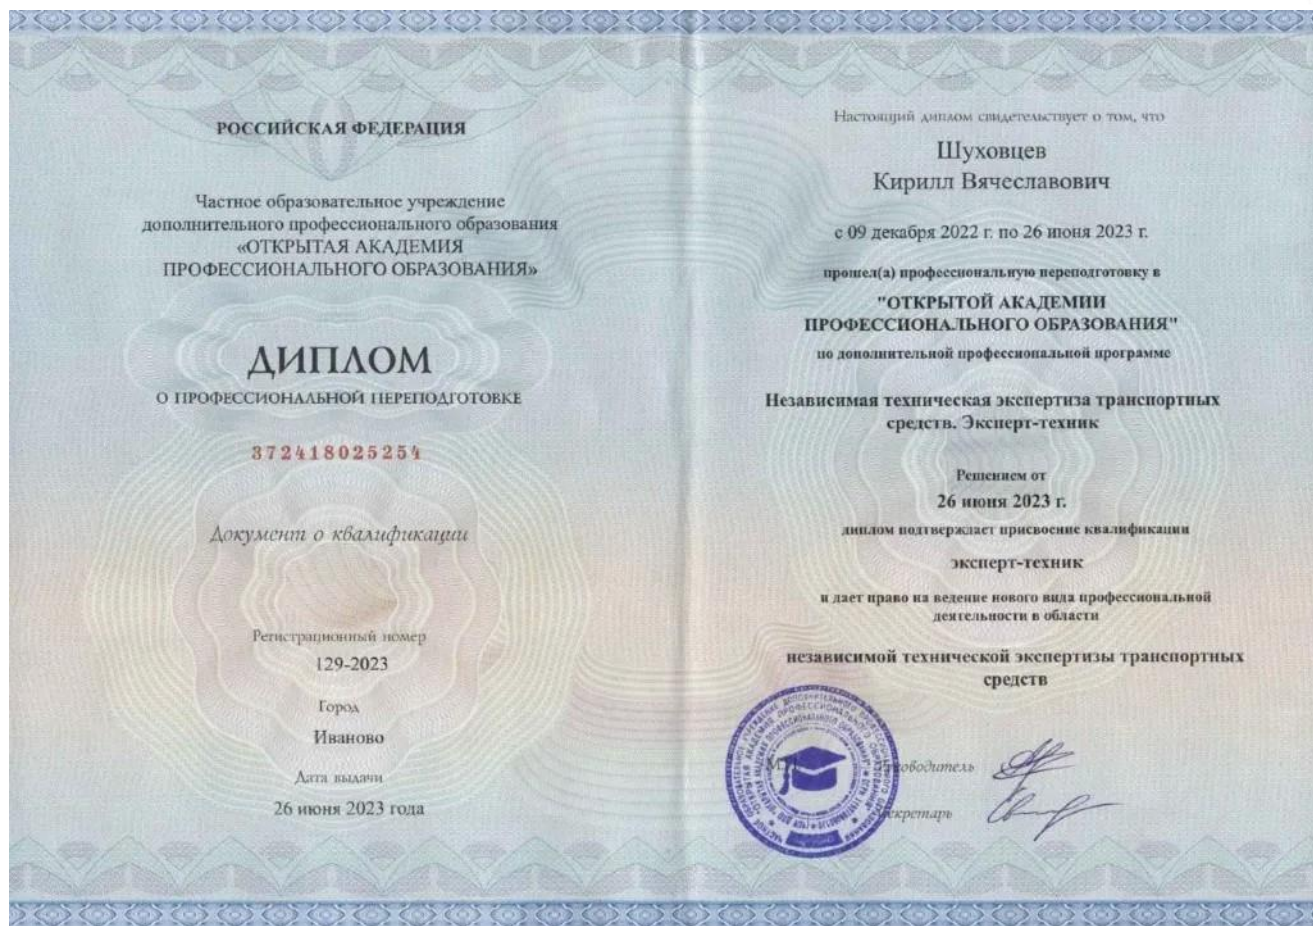 РОССИЙСКАЯ ФЕДЕРАЦИЯ
Частное образовательное учреждение
дополнительного профессионального образования
«ОТКРЫТАЯ АКАДЕМИЯ
ПРОФЕССИОНАЛЬНОГО ОБРАЗОВАНИЯ»
ДИПЛОМ
О ПРОФЕССИОНАЛЬНОЙ ПЕРЕПОДГОТОВКЕ
372418025254
Документ о квалификации
Регистрационный номер
129-2023
Город
Иваново
Дата выдачи
26 июня 2023 года
Настоящий диплом свидетельствует о том, что
Шуховцев
Кирилл Вячеславович
с 09 декабря 2022 г. по 26 июня 2023 г.
прошел(а) профессиональную переподготовку в
"ОТКРЫТОЙ АКАДЕМИИ
ПРОФЕССИОНАЛЬНОГО ОБРАЗОВАНИЯ"
по дополнительной профессиональной программе
Независимая техническая экспертиза транспортных
средств. Эксперт-техник
Решением от
26 июня 2023 г.
диплом подтверждает присвоение квалификации
эксперт-техник
и дает право на ведение нового вида профессиональной
деятельности в области
независимой технической экспертизы транспортных
средств
М.П.
Руководитель
Секретарь